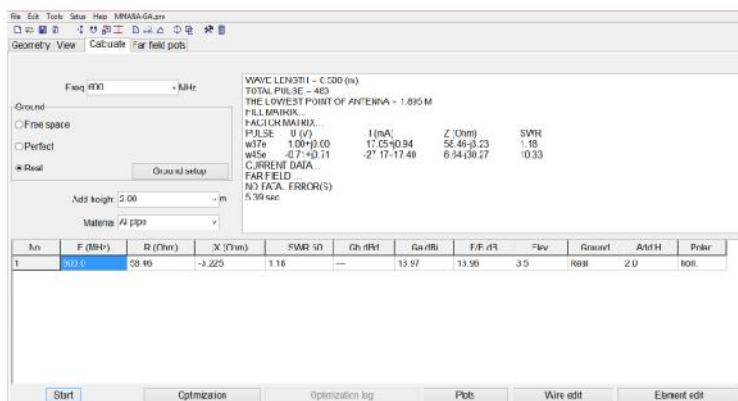 File Edit Tools Setup Help MMANA-GA.pro
Geometry View Calculate Far field plots
Freq 600 MHz
Ground
Free space
Perfect
Real
Ground setup
Add height 2.00 m
Material Al pipe
WAVE LENGTH = 0.500 (m)
TOTAL PULSE = 483
THE LOWEST POINT OF ANTENNA = 1.895 M
FILL MATRIX...
FACTOR MATRIX...
PULSE U (V) I (mA) Z (Ohm) SWR
w37e 1.00+j0.00 17.05+j0.94 58.46-j3.23 1.18
w45e -0.71+j0.71 -27.17-17.40 6.64-j30.27 10.33
CURRENT DATA...
FAR FIELD ...
NO FATAL ERROR(S)
5.39 sec
No. F (MHz) R (Ohm) X (Ohm) SWR 50 Gh dBd Ga dBi F/B dB Elev Ground Add H. Polar.
1 600.0 58.46 -3.225 1.18 --- 13.97 13.96 3.5 Real 2.0 hori.
Start Optimization Optimization log Plots Wire edit Element edit